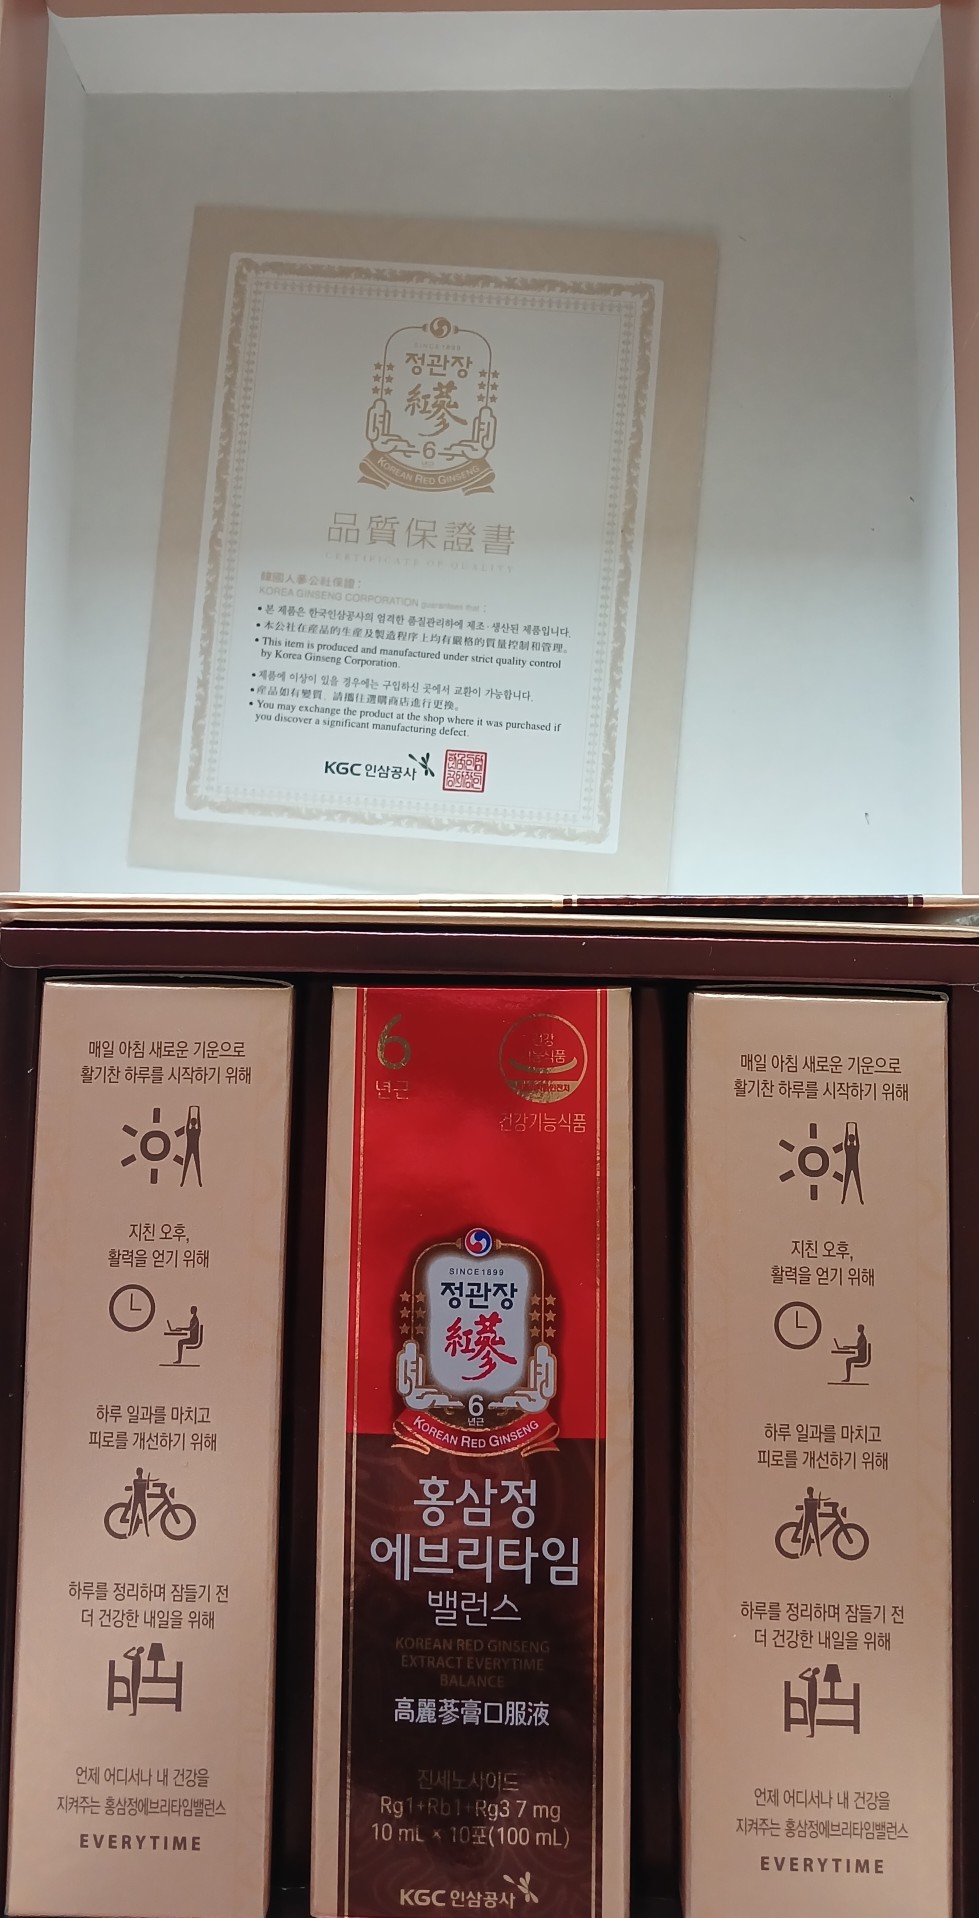 SINCE 1899
정관장
紅蔘
6
년근
KOREAN RED GINSENG
品質保證書
CERTIFICATE OF QUALITY
韓國人蔘公社保證 :
KOREA GINSENG CORPORATION guarantees that :
• 본 제품은 한국인삼공사의 엄격한 품질관리하에 제조·생산된 제품입니다.
• 本公社在産品的生産及製造程序上均有嚴格的質量控制和管理。
• This item is produced and manufactured under strict quality control
by Korea Ginseng Corporation.
• 제품에 이상이 있을 경우에는 구입하신 곳에서 교환이 가능합니다.
• 産品如有變質, 請攜往選購商店進行更換。
• You may exchange the product at the shop where it was purchased if
you discover a significant manufacturing defect.
KGC 인삼공사
매일 아침 새로운 기운으로
활기찬 하루를 시작하기 위해
지친 오후,
활력을 얻기 위해
하루 일과를 마치고
피로를 개선하기 위해
하루를 정리하며 잠들기 전
더 건강한 내일을 위해
언제 어디서나 내 건강을
지켜주는 홍삼정에브리타임밸런스
EVERYTIME
6
년근
건강
기능식품
건강기능식품
SINCE 1899
정관장
紅蔘
6
년근
KOREAN RED GINSENG
홍삼정
에브리타임
밸런스
KOREAN RED GINSENG
EXTRACT EVERYTIME
BALANCE
高麗蔘膏口服液
진세노사이드
Rg1+Rb1+Rg3 7 mg
10 mL × 10포(100 mL)
KGC 인삼공사
매일 아침 새로운 기운으로
활기찬 하루를 시작하기 위해
지친 오후,
활력을 얻기 위해
하루 일과를 마치고
피로를 개선하기 위해
하루를 정리하며 잠들기 전
더 건강한 내일을 위해
언제 어디서나 내 건강을
지켜주는 홍삼정에브리타임밸런스
EVERYTIME